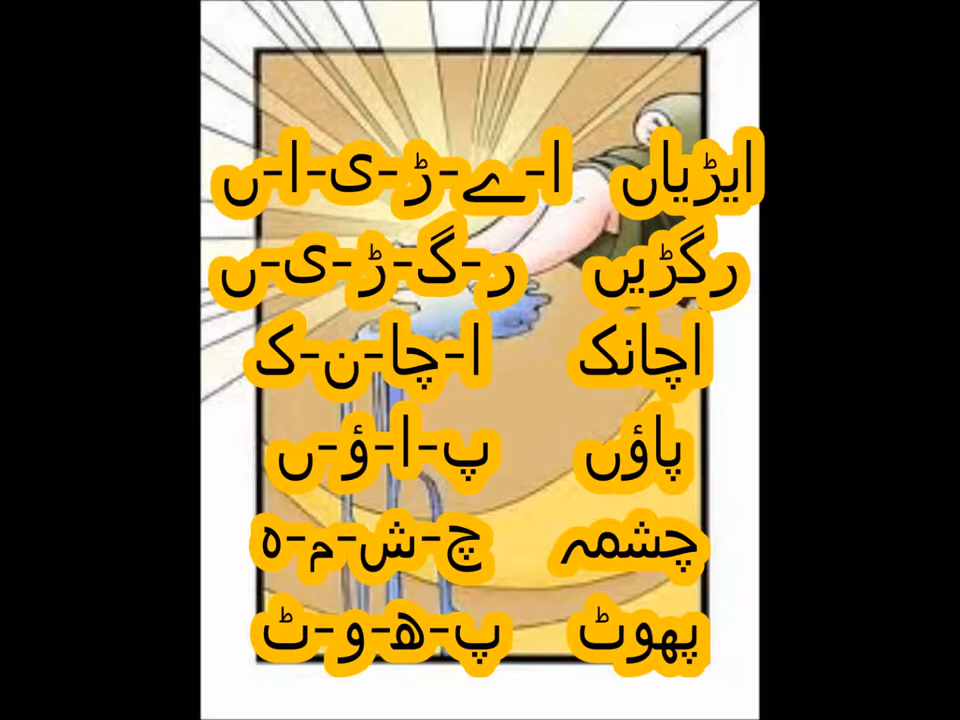 ایڑیاں ا-ے-ڑ-ی-ا-ں
رگڑیں ر-گ-ڑ-ی-ں
اچانک ا-چا-ن-ک
پاؤں پ-ا-ؤ-ں
چشمہ چ-ش-م-ہ
پھوٹ پ-ھ-و-ٹ